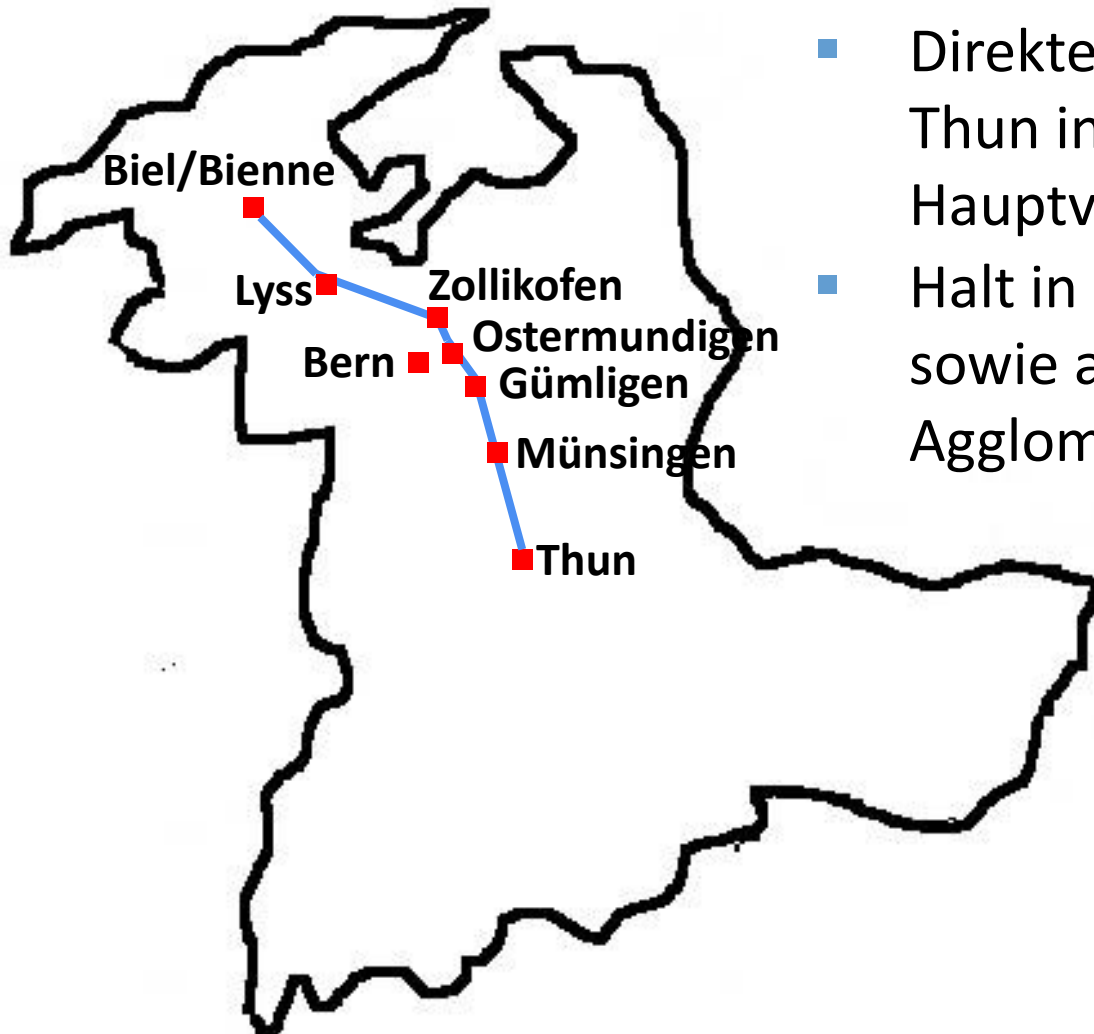 Biel/Bienne
Lyss
Zollikofen
Ostermundigen
Bern
Gümligen
Münsingen
Thun
Direkte
Thun in
Hauptv
Halt in
sowie a
Agglom